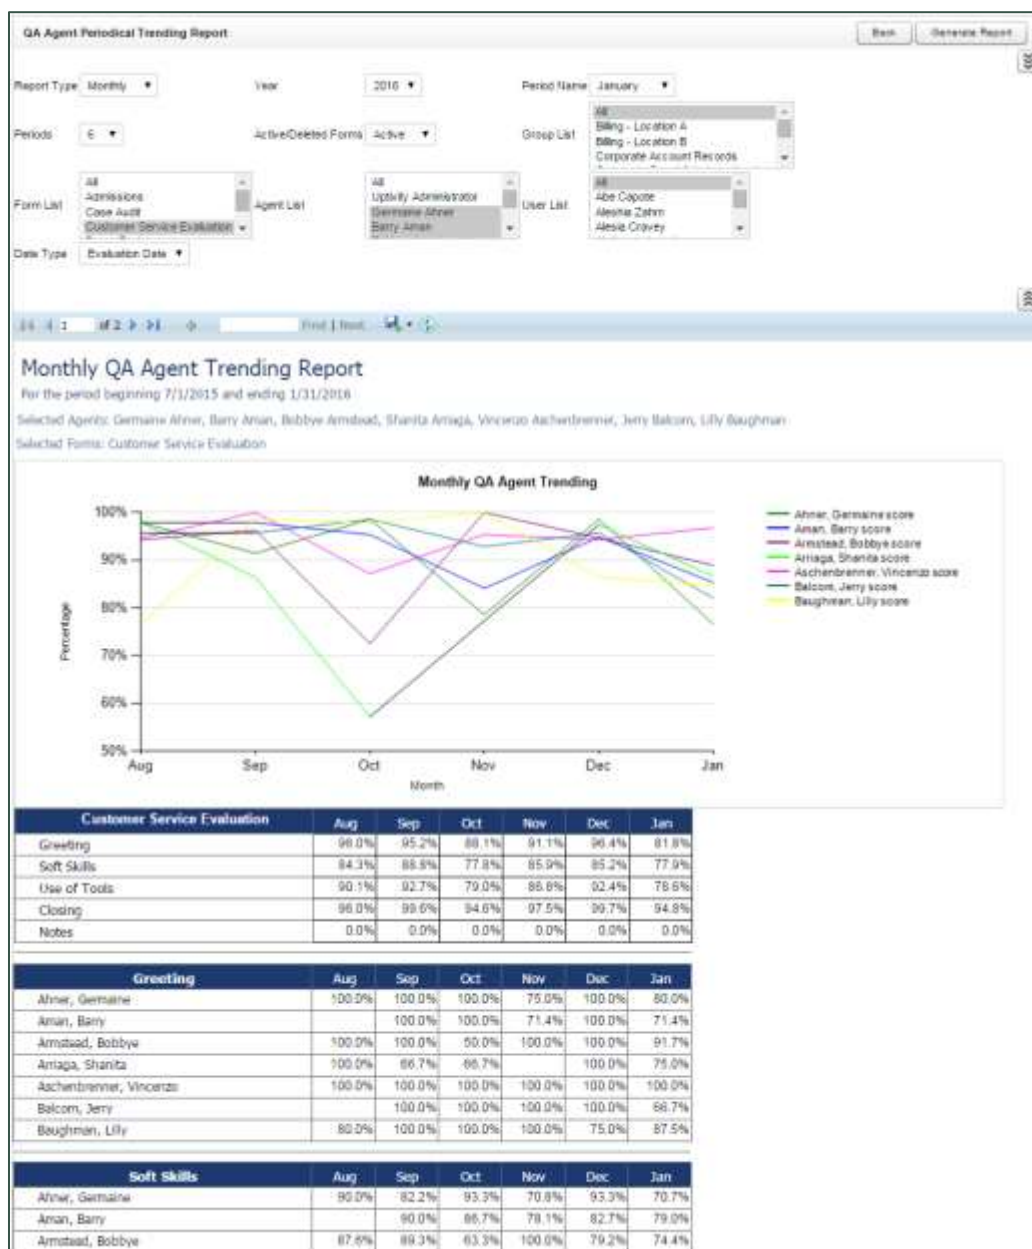 QA Agent Periodical Trending Report Back Generate Report
Report Type Monthly Year 2016 Period Name January
Periods 6 Active/Deleted Forms Active Group List All
Billing - Location A
Billing - Location B
Corporate Account Records
Form List All Agent List All User List All
Admissions Uptivity Administrator Abe Capote
Case Audit Germaine Ahner Aleshia Zahm
Customer Service Evaluation Barry Aman Alesia Cravey
Date Type Evaluation Date
1 of 2 Find | Next
Monthly QA Agent Trending Report
For the period beginning 7/1/2015 and ending 1/31/2016
Selected Agents: Germaine Ahner, Barry Aman, Bobbye Armstead, Shanita Arriaga, Vincenzo Aschenbrenner, Jerry Balcom, Lilly Baughman
Selected Forms: Customer Service Evaluation
Monthly QA Agent Trending
100%
90%
80%
70%
60%
50%
Percentage
Aug Sep Oct Nov Dec Jan
Month
Ahner, Germaine score
Aman, Barry score
Armstead, Bobbye score
Arriaga, Shanita score
Aschenbrenner, Vincenzo score
Balcom, Jerry score
Baughman, Lilly score
Customer Service Evaluation Aug Sep Oct Nov Dec Jan
Greeting 95.2% 88.1% 91.1% 96.4% 81.8%
Soft Skills 84.3% 88.8% 77.8% 85.9% 85.2% 77.9%
Use of Tools 90.1% 92.7% 79.0% 86.8% 92.4% 78.6%
Closing 99.6% 94.6% 97.5% 99.7% 94.8%
Notes 0.0% 0.0% 0.0% 0.0% 0.0% 0.0%
Greeting Aug Sep Oct Nov Dec Jan
Ahner, Germaine 100.0% 100.0% 100.0% 75.0% 100.0% 80.0%
Aman, Barry 100.0% 100.0% 71.4% 100.0% 71.4%
Armstead, Bobbye 100.0% 100.0% 50.0% 100.0% 100.0% 91.7%
Arriaga, Shanita 100.0% 66.7% 66.7% 100.0% 75.0%
Aschenbrenner, Vincenzo 100.0% 100.0% 100.0% 100.0% 100.0% 100.0%
Balcom, Jerry 100.0% 100.0% 100.0% 100.0% 66.7%
Baughman, Lilly 80.0% 100.0% 100.0% 100.0% 75.0% 87.5%
Soft Skills Aug Sep Oct Nov Dec Jan
Ahner, Germaine 90.0% 82.2% 93.3% 70.8% 93.3% 70.7%
Aman, Barry 90.0% 86.7% 78.1% 82.7% 79.0%
Armstead, Bobbye 87.6% 89.3% 63.3% 100.0% 79.2% 74.4%